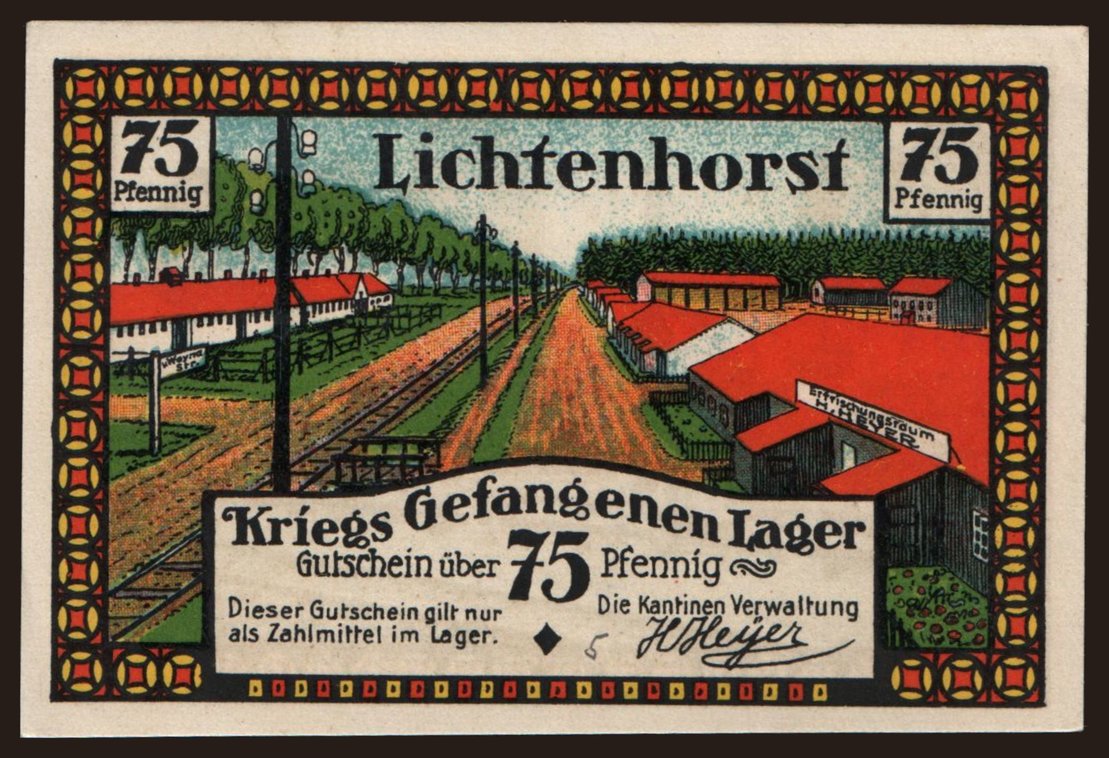 75
Pfennig
Lichtenhorst
75
Pfennig
Erfrischungsraum
H. HEYER
Kriegs Gefangenen Lager
Gutschein über 75 Pfennig
Dieser Gutschein gilt nur
als Zahlmittel im Lager.
Die Kantinen Verwaltung
5
H Heyer